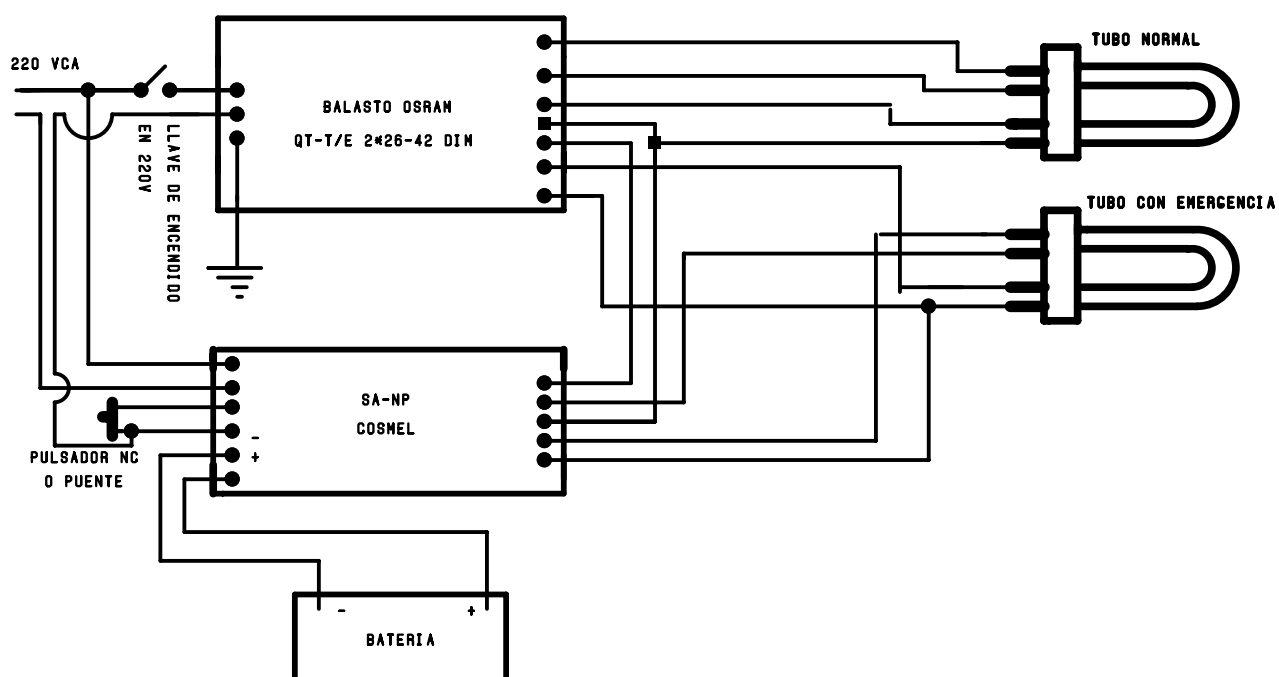 TUBO NORMAL
220 VCA
BALASTO OSRAM
QT-T/E 2*26-42 DIM
LLAVE DE ENCENDIDO
EN 220V
TUBO CON EMERGENCIA
SA-NP
COSMEL
-
+
PULSADOR NC
O PUENTE
- +
BATERIA